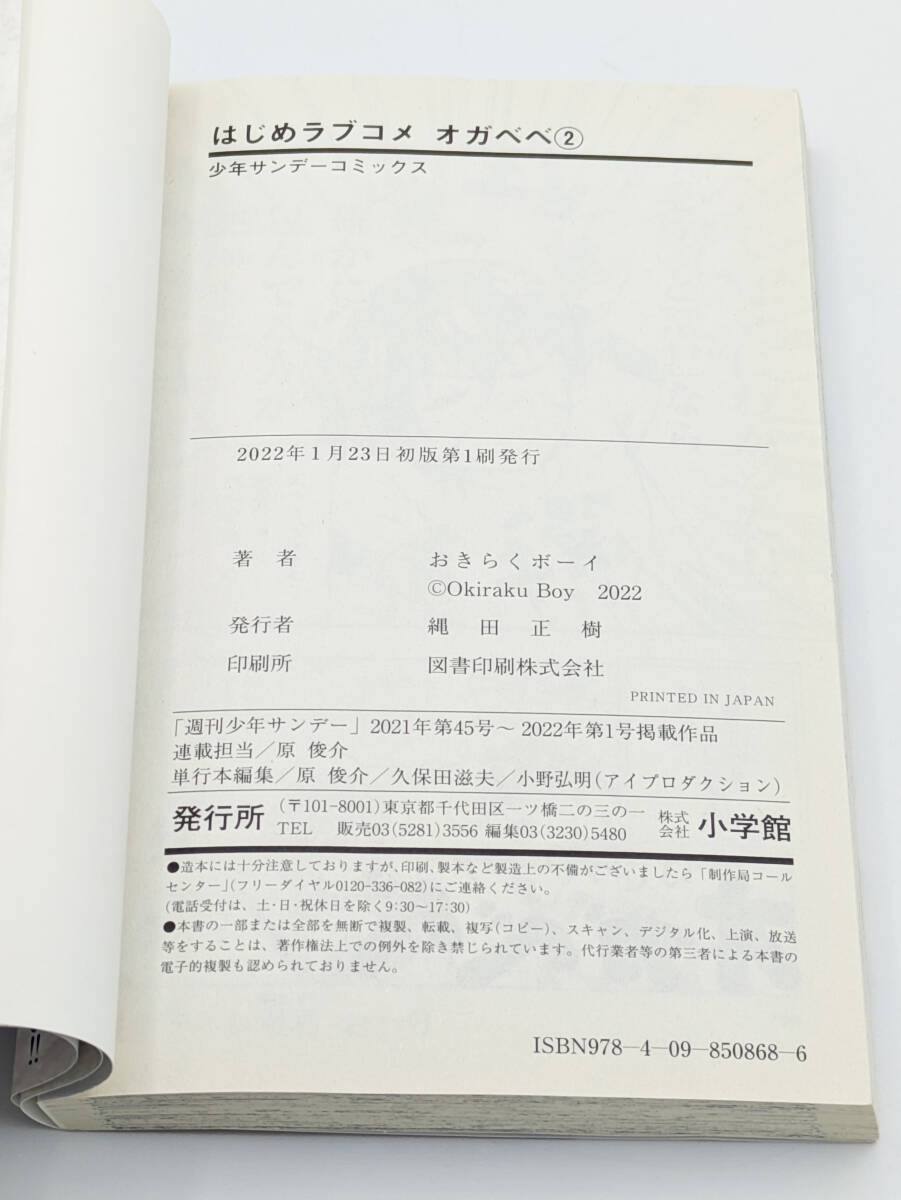 はじめラブコメ オガベベ②
少年サンデーコミックス
2022年1月23日初版第1刷発行
著 者 おきらくボーイ
©Okiraku Boy 2022
発行者 縄田正樹
印刷所 図書印刷株式会社
PRINTED IN JAPAN
「週刊少年サンデー」2021年第45号〜2022年第1号掲載作品
連載担当／原 俊介
単行本編集／原 俊介／久保田滋夫／小野弘明(アイプロダクション)
発行所 (〒101-8001)東京都千代田区一ツ橋二の三の一 株式会社 小学館
TEL 販売03(5281)3556 編集03(3230)5480
●造本には十分注意しておりますが、印刷、製本など製造上の不備がございましたら「制作局コール
センター」(フリーダイヤル0120-336-082)にご連絡ください。
(電話受付は、土・日・祝休日を除く9:30〜17:30)
●本書の一部または全部を無断で複製、転載、複写(コピー)、スキャン、デジタル化、上演、放送
等をすることは、著作権法上での例外を除き禁じられています。代行業者等の第三者による本書の
電子的複製も認められておりません。
ISBN978-4-09-850868-6
!!